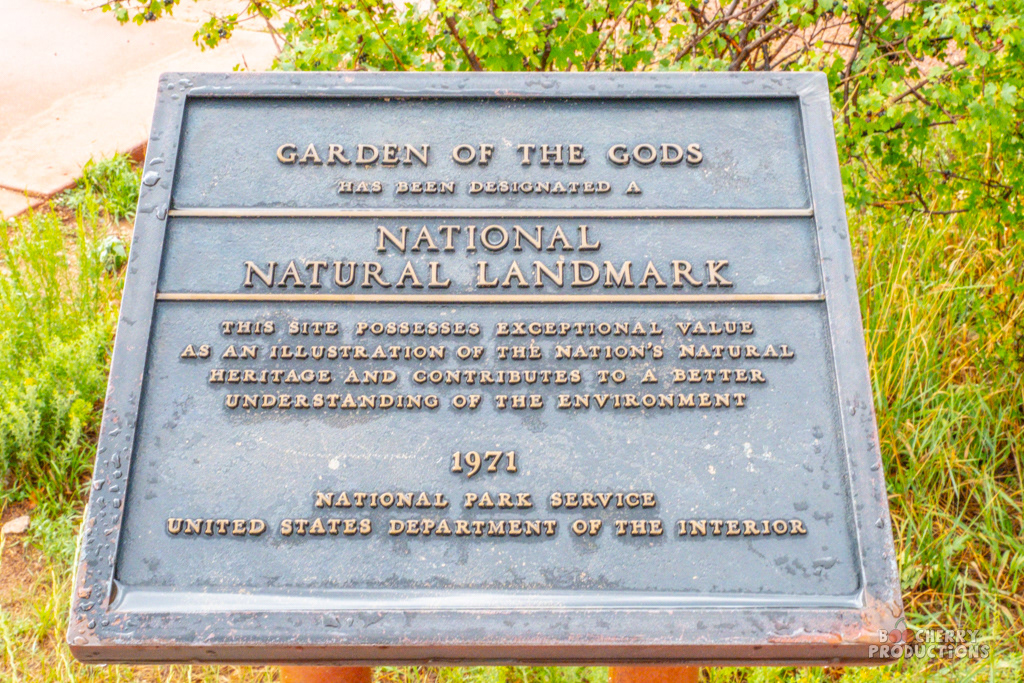 GARDEN OF THE GODS
HAS BEEN DESIGNATED A
NATIONAL
NATURAL LANDMARK
THIS SITE POSSESSES EXCEPTIONAL VALUE
AS AN ILLUSTRATION OF THE NATION'S NATURAL
HERITAGE AND CONTRIBUTES TO A BETTER
UNDERSTANDING OF THE ENVIRONMENT
1971
NATIONAL PARK SERVICE
UNITED STATES DEPARTMENT OF THE INTERIOR
CHERRY
PRODUCTIONS